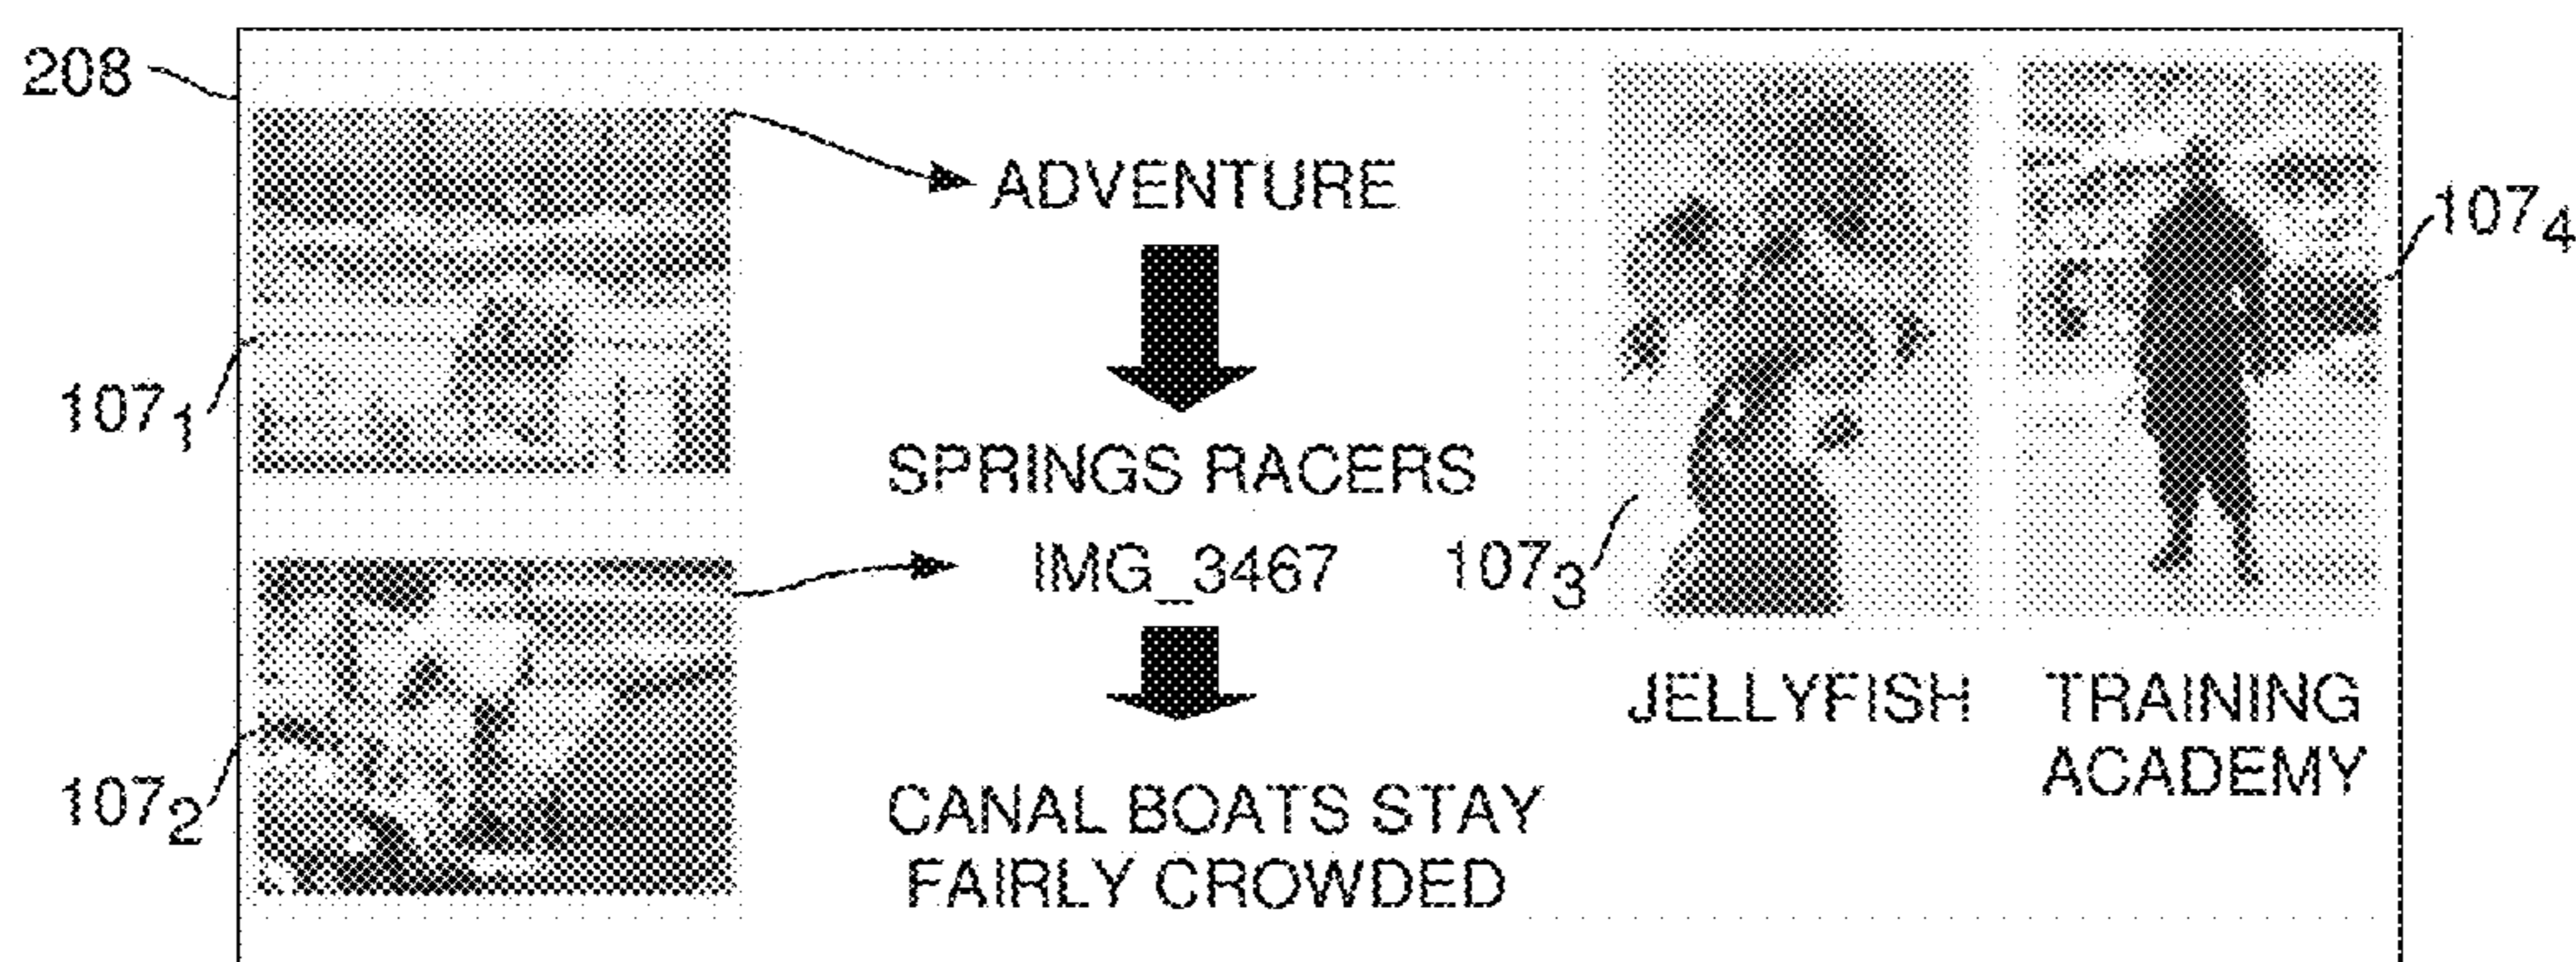 208
107₁
107₂
ADVENTURE
SPRINGS RACERS
IMG_3467
CANAL BOATS STAY
FAIRLY CROWDED
107₃
107₄
JELLYFISH
TRAINING
ACADEMY